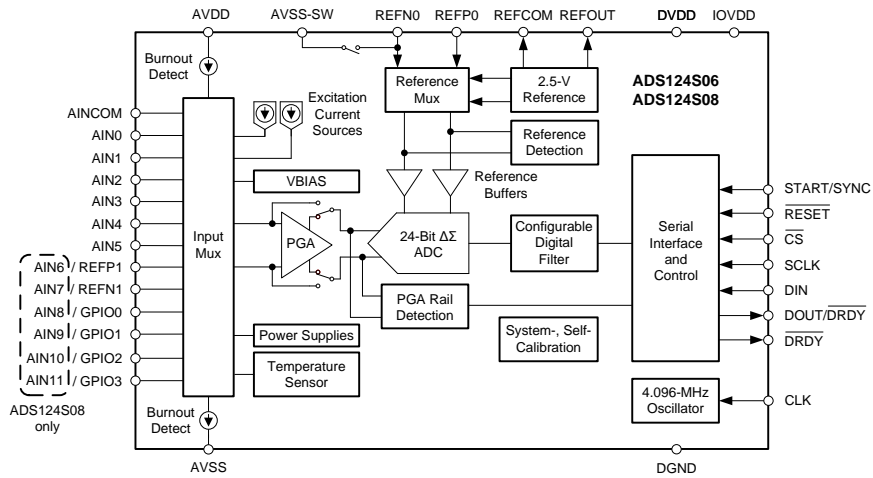 AVDD
AVSS-SW
REFN0
REFP0
REFCOM
REFOUT
DVDD
IOVDD
Burnout
Detect
Reference
Mux
2.5-V
Reference
ADS124S06
ADS124S08
AINCOM
AIN0
AIN1
AIN2
AIN3
AIN4
AIN5
AIN6 / REFP1
AIN7 / REFN1
AIN8 / GPIO0
AIN9 / GPIO1
AIN10 / GPIO2
AIN11 / GPIO3
ADS124S08
only
Input
Mux
Excitation
Current
Sources
VBIAS
PGA
Reference
Detection
Reference
Buffers
24-Bit ΔΣ
ADC
Configurable
Digital
Filter
PGA Rail
Detection
Power Supplies
Temperature
Sensor
System-, Self-
Calibration
Serial
Interface
and
Control
START/SYNC
RESET
CS
SCLK
DIN
DOUT/DRDY
DRDY
4.096-MHz
Oscillator
CLK
Burnout
Detect
AVSS
DGND